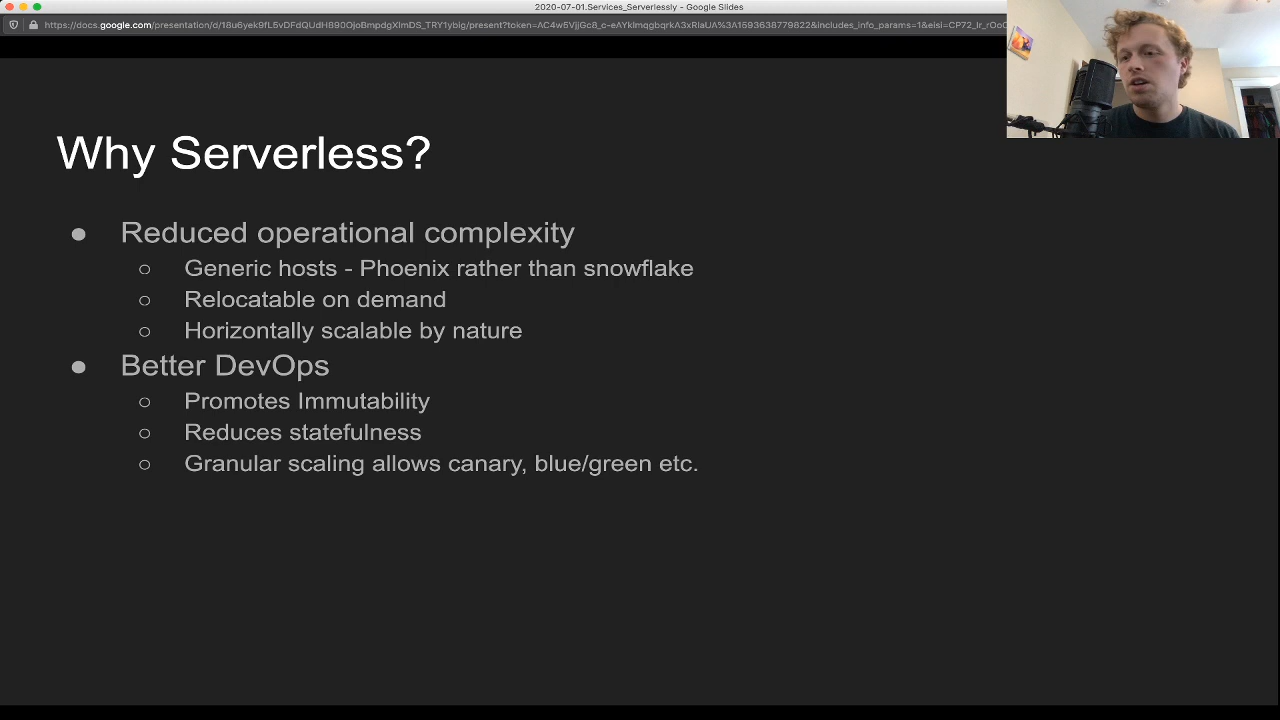 2020-07-01.Services_Serverlessly - Google Slides
Why Serverless?
● Reduced operational complexity
○ Generic hosts - Phoenix rather than snowflake
○ Relocatable on demand
○ Horizontally scalable by nature
● Better DevOps
○ Promotes Immutability
○ Reduces statefulness
○ Granular scaling allows canary, blue/green etc.